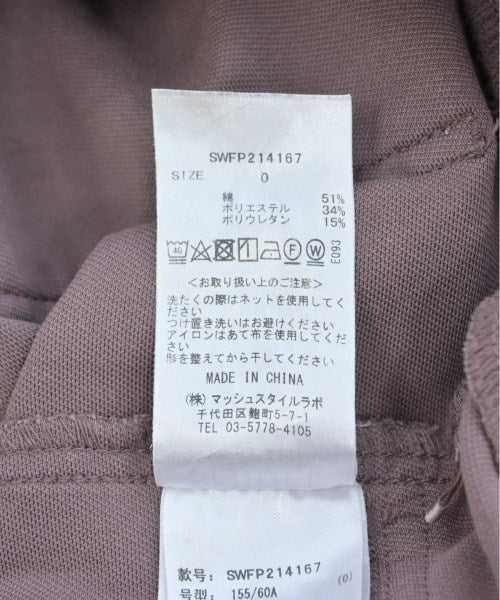 SWFP214167
SIZE 0
綿 51%
ポリエステル 34%
ポリウレタン 15%
40 F W E093
<お取り扱い上のご注意>
洗たくの際はネットを使用してく
ださい
つけ置き洗いはお避けください
アイロンはあて布を使用してくだ
さい
形を整えてから干してください
MADE IN CHINA
(株)マッシュスタイルラボ
千代田区麹町5-7-1
TEL 03-5778-4105
款号: SWFP214167
(0)
号型: 155/60A